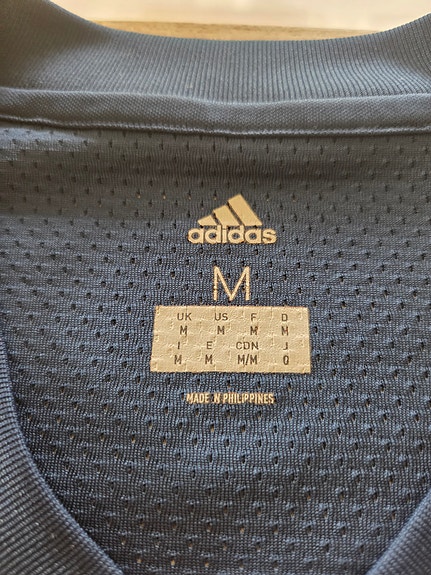 adidas
M
UK US F D
M M M M
I E CDN J
M M M/M O
MADE IN PHILIPPINES